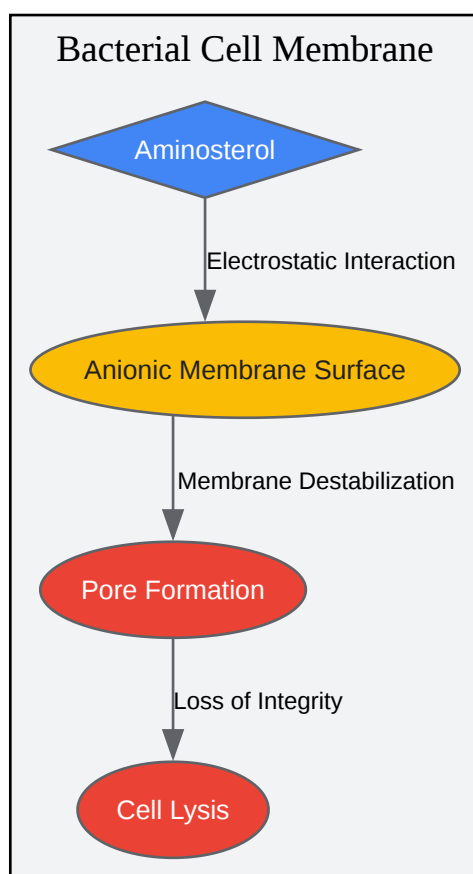 Bacterial Cell Membrane
Aminosterol
Electrostatic Interaction
Anionic Membrane Surface
Membrane Destabilization
Pore Formation
Loss of Integrity
Cell Lysis